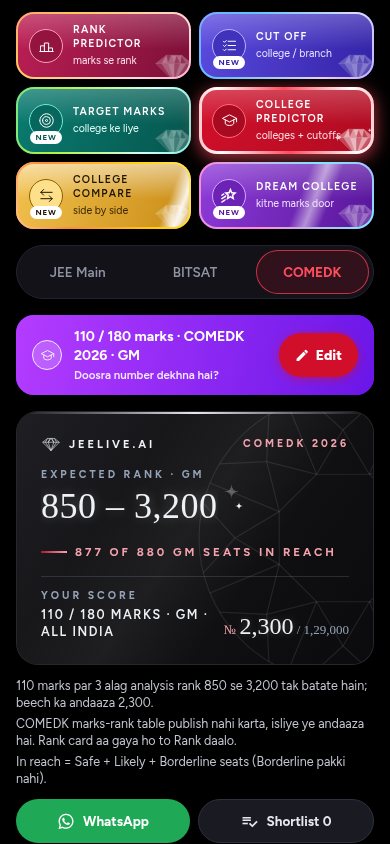 RANK
PREDICTOR
marks se rank
CUT OFF
college / branch
NEW
TARGET MARKS
college ke liye
NEW
COLLEGE
PREDICTOR
colleges + cutoffs
COLLEGE
COMPARE
side by side
NEW
DREAM COLLEGE
kitne marks door
NEW
JEE Main
BITSAT
COMEDK
110 / 180 marks · COMEDK
2026 · GM
Doosra number dekhna hai?
Edit
JEELIVE.AI
COMEDK 2026
EXPECTED RANK · GM
850 – 3,200
877 OF 880 GM SEATS IN REACH
YOUR SCORE
110 / 180 MARKS · GM ·
ALL INDIA
№ 2,300 / 1,29,000
110 marks par 3 alag analysis rank 850 se 3,200 tak batate hain;
beech ka andaaza 2,300.
COMEDK marks-rank table publish nahi karta, isliye ye andaaza
hai. Rank card aa gaya ho to Rank daalo.
In reach = Safe + Likely + Borderline seats (Borderline pakki
nahi).
WhatsApp
Shortlist 0